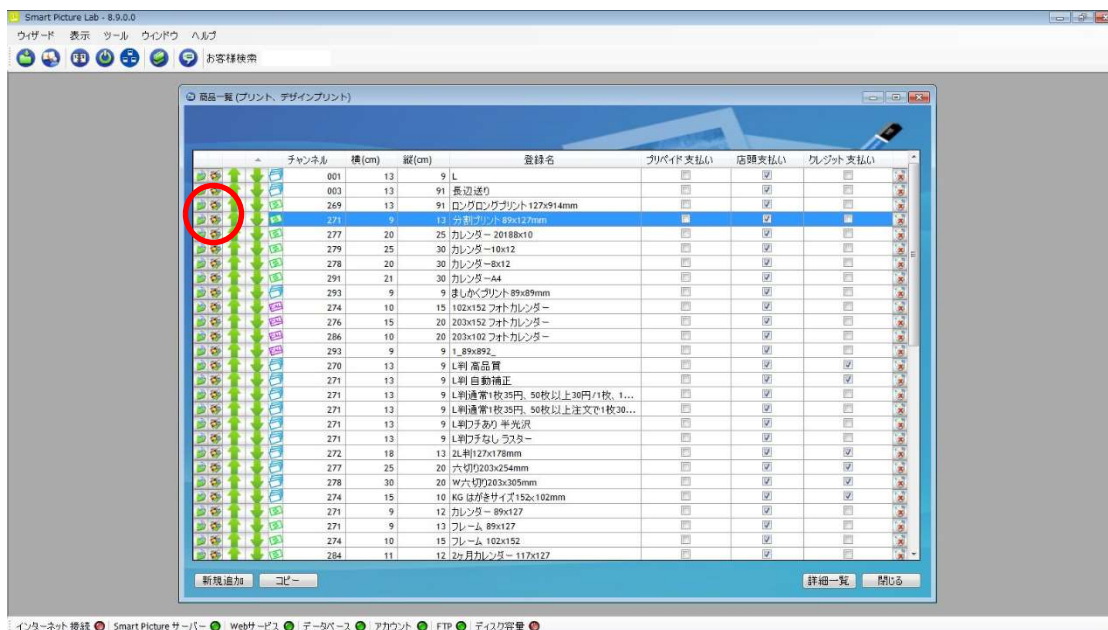 Smart Picture Lab - 8.9.0.0
ウィザード 表示 ツール ウインドウ ヘルプ
お客様検索
商品一覧 (プリント、デザインプリント)
チャンネル 横(cm) 縦(cm) 登録名 プリペイド支払い 店頭支払い クレジット支払い
001 13 9 L
003 13 91 長辺送り
269 13 91 ロングロングプリント 127x914mm
271 9 13 分割プリント 89x127mm
277 20 25 カレンダー 20188x10
279 25 30 カレンダー10x12
278 20 30 カレンダー8x12
291 21 30 カレンダーA4
293 9 9 ましかくプリント 89x89mm
274 10 15 102x152 フォトカレンダー
276 15 20 203x152 フォトカレンダー
286 10 20 203x102 フォトカレンダー
293 9 9 1_89x892_
270 13 9 L判 高品質
271 13 9 L判 自動補正
271 13 9 L判通常1枚35円、50枚以上30円/1枚、1...
271 13 9 L判通常1枚35円、50枚以上注文で1枚30...
271 13 9 L判フチあり 半光沢
271 13 9 L判フチなし ラスター
272 18 13 2L判127x178mm
277 25 20 六切り203x254mm
278 30 20 W六切り203x305mm
274 15 10 KG はがきサイズ152x102mm
271 9 12 カレンダー 89x127
271 9 13 フレーム 89x127
274 10 15 フレーム 102x152
284 11 12 2ヶ月カレンダー 117x127
新規追加 コピー 詳細一覧 閉じる
インターネット接続 Smart Picture サーバー Webサービス データベース アカウント FTP ディスク容量